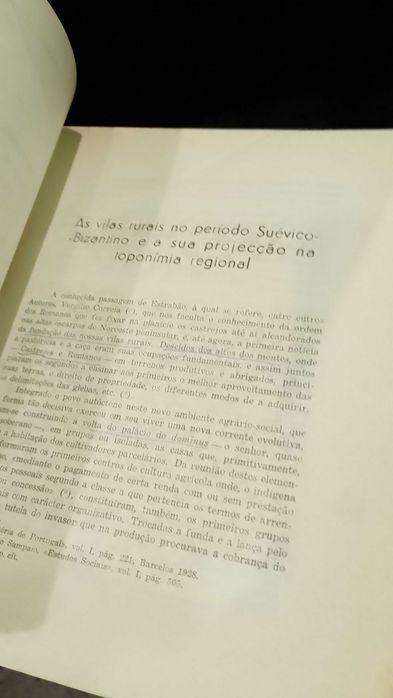 As vilas rurais no período Suévico-
-Bizantino e a sua projecção na
toponímia regional
A conhecida passagem de Estrabão, à qual se refere, entre outros
Autores, Vergílio Correia (¹), que nos faculta o conhecimento da ordem
dos Romanos que fez fixar na planície os castrejos até aí alcandorados
nas altas escarpas do Noroeste peninsular, é, até agora, a primeira notícia
da fundação das nossas vilas rurais. Descidos dos altos dos montes, onde
a pastorícia e a caça eram suas ocupações fundamentais, e assim juntos
— Castrejos e Romanos — em terrenos produtivos e abrigados, princi-
piaram os segundos a ensinar aos primeiros o melhor aproveitamento das
suas terras, o direito de propriedade, os diferentes modos de a adquirir,
as delimitações das glebas, etc. (²).
Integrado o povo autóctone neste novo ambiente agrário-social, que
forma tão decisiva exerceu em seu viver uma nova corrente evolutiva,
construindo à volta do palácio do dominus — o senhor, quase
soberano —, em grupos ou isoladas, as casas que, primitivamente,
a habitação dos cultivadores parcelários. Da reunião destes elemen-
formiram os primeiros centros de cultura agrícola onde, o indígena
«mediante o pagamento de certa renda com ou sem prestação
os pessoais segundo a classe a que pertencia os termos de arren-
ou concessão» (³), constituíram, também, os primeiros grupos
com carácter organizativo. Trocadas a funda e a lança pelo
tutela do invasor que na produção procurava a cobrança do
de Portugal», vol. I, pág. 221, Barcelos 1928.
Sampaio, «Estudos Sociais», vol. I, pág. 505.
cit.